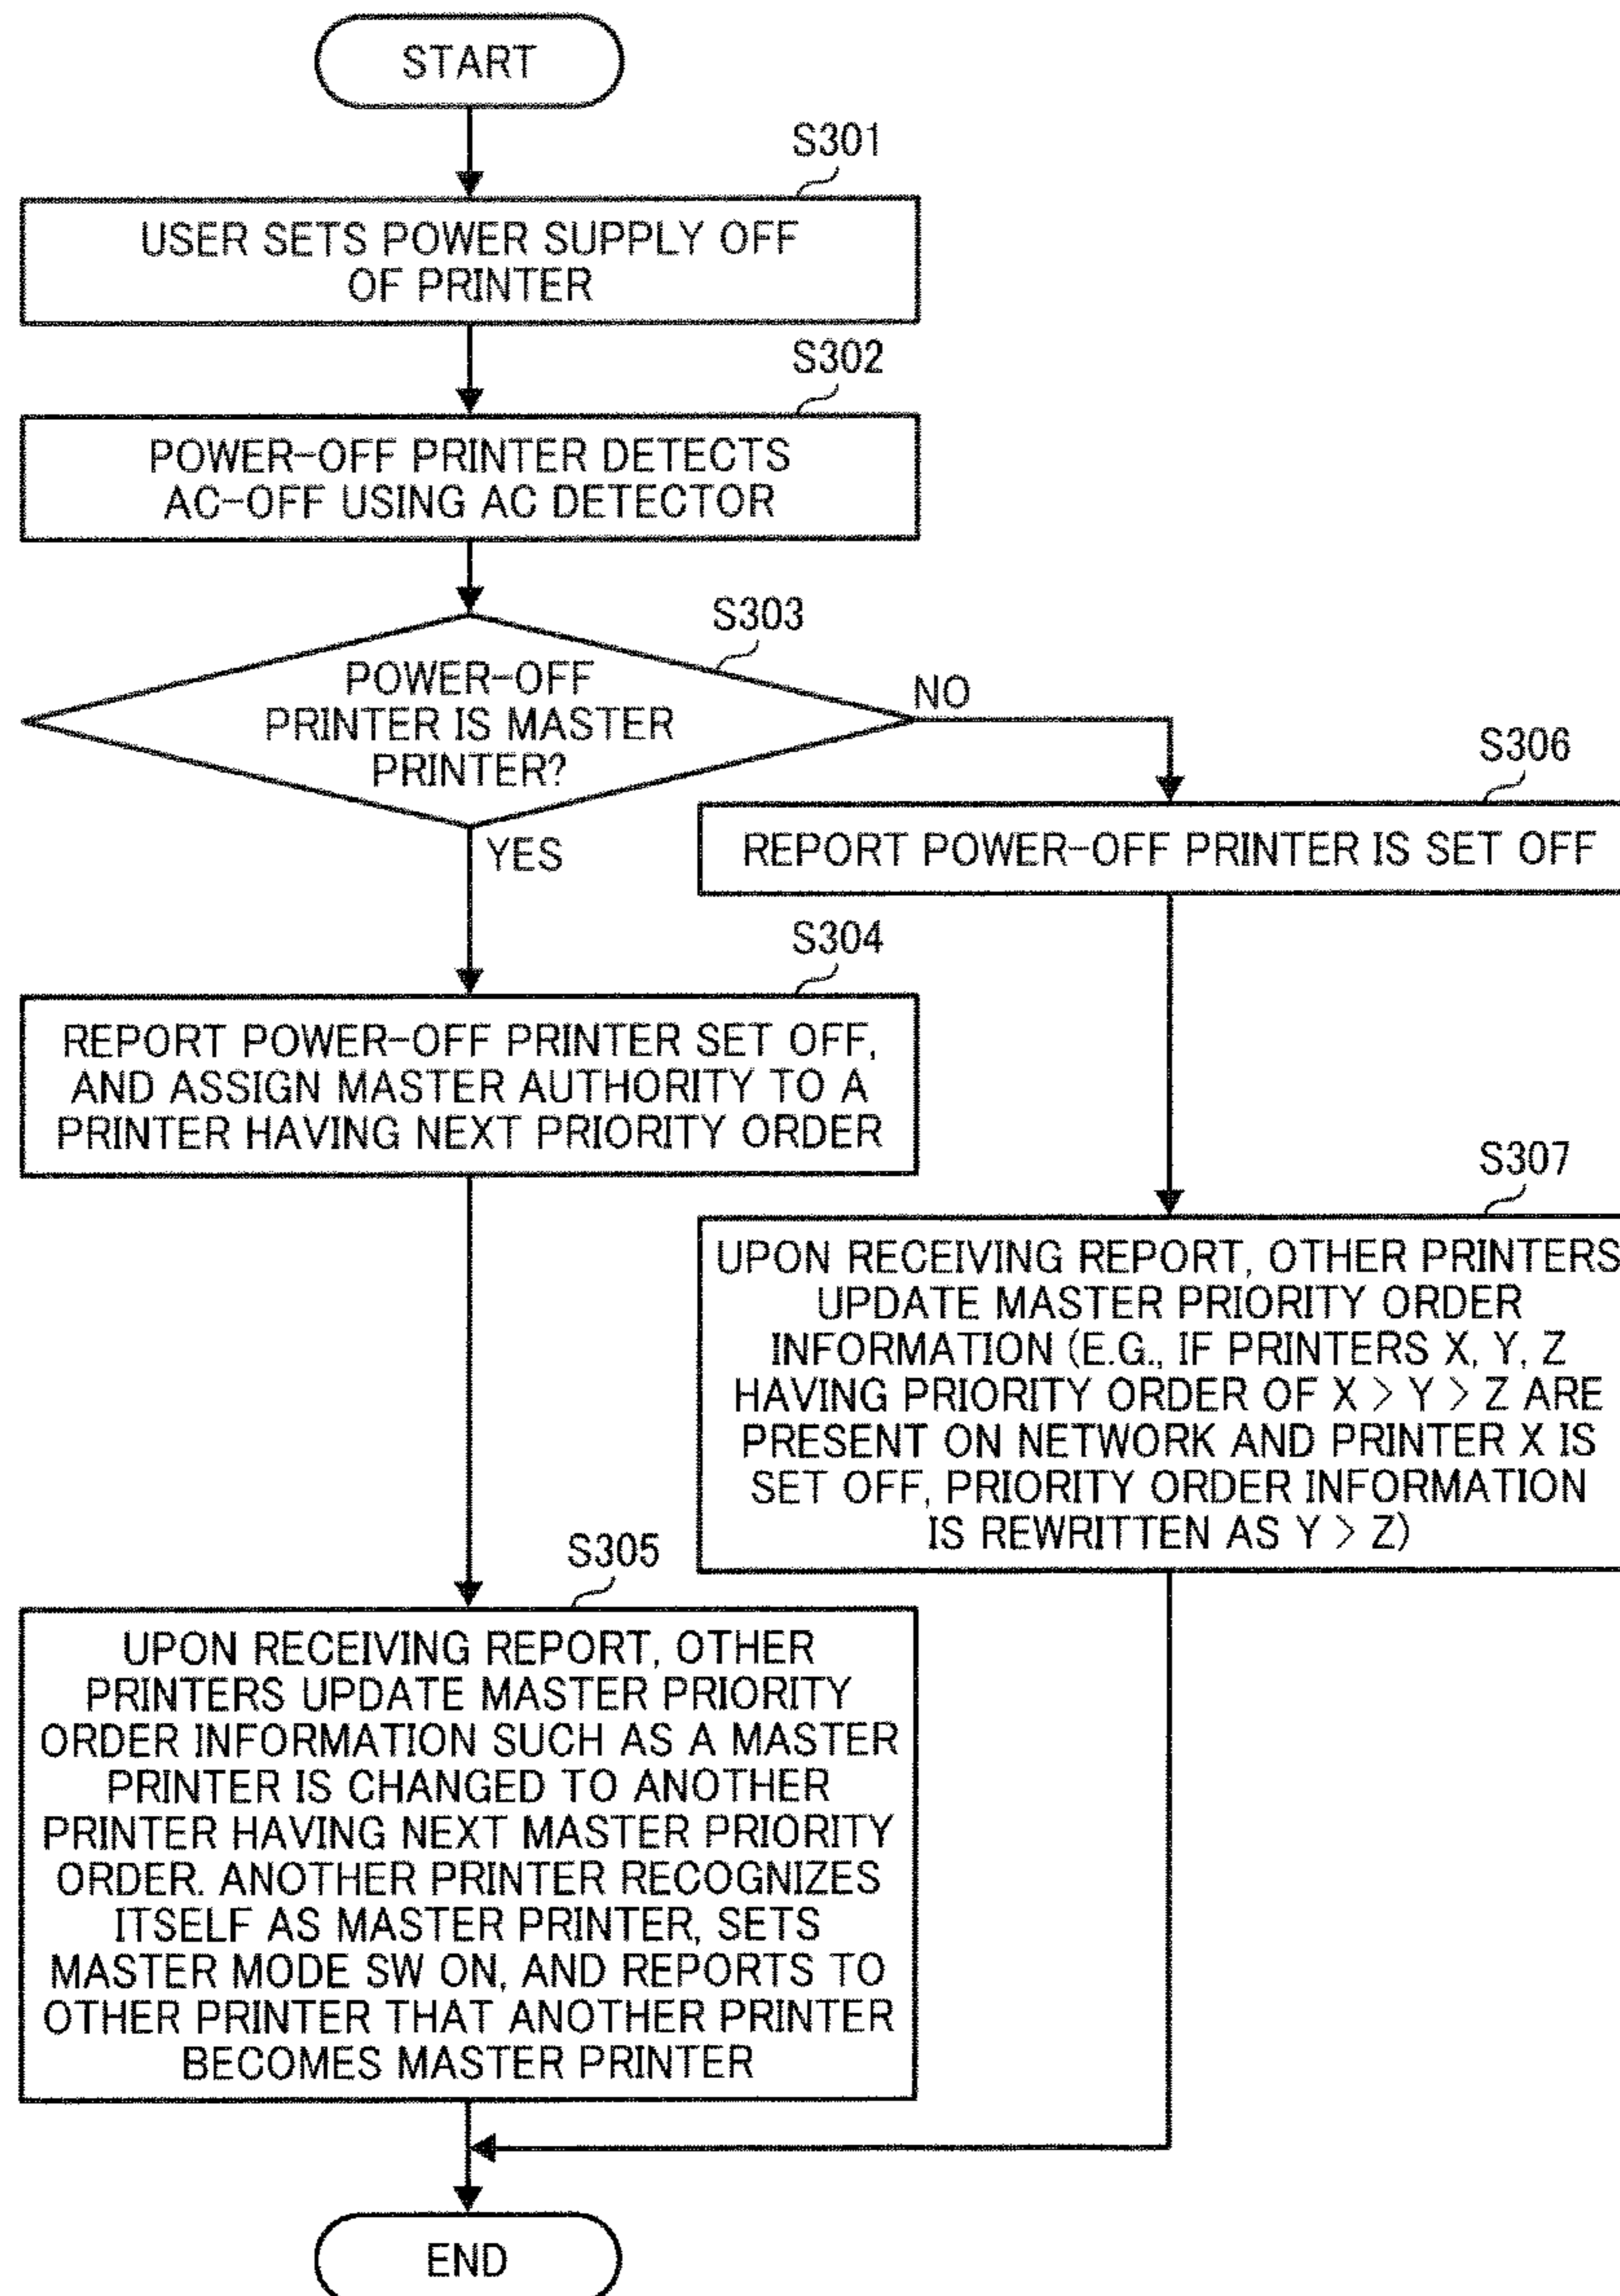 START
S301
USER SETS POWER SUPPLY OFF
OF PRINTER
S302
POWER-OFF PRINTER DETECTS
AC-OFF USING AC DETECTOR
S303
POWER-OFF
PRINTER IS MASTER
PRINTER?
NO
YES
S306
REPORT POWER-OFF PRINTER IS SET OFF
S304
REPORT POWER-OFF PRINTER SET OFF,
AND ASSIGN MASTER AUTHORITY TO A
PRINTER HAVING NEXT PRIORITY ORDER
S307
UPON RECEIVING REPORT, OTHER PRINTERS
UPDATE MASTER PRIORITY ORDER
INFORMATION (E.G., IF PRINTERS X, Y, Z
HAVING PRIORITY ORDER OF X > Y > Z ARE
PRESENT ON NETWORK AND PRINTER X IS
SET OFF, PRIORITY ORDER INFORMATION
IS REWRITTEN AS Y > Z)
S305
UPON RECEIVING REPORT, OTHER
PRINTERS UPDATE MASTER PRIORITY
ORDER INFORMATION SUCH AS A MASTER
PRINTER IS CHANGED TO ANOTHER
PRINTER HAVING NEXT MASTER PRIORITY
ORDER. ANOTHER PRINTER RECOGNIZES
ITSELF AS MASTER PRINTER, SETS
MASTER MODE SW ON, AND REPORTS TO
OTHER PRINTER THAT ANOTHER PRINTER
BECOMES MASTER PRINTER
END